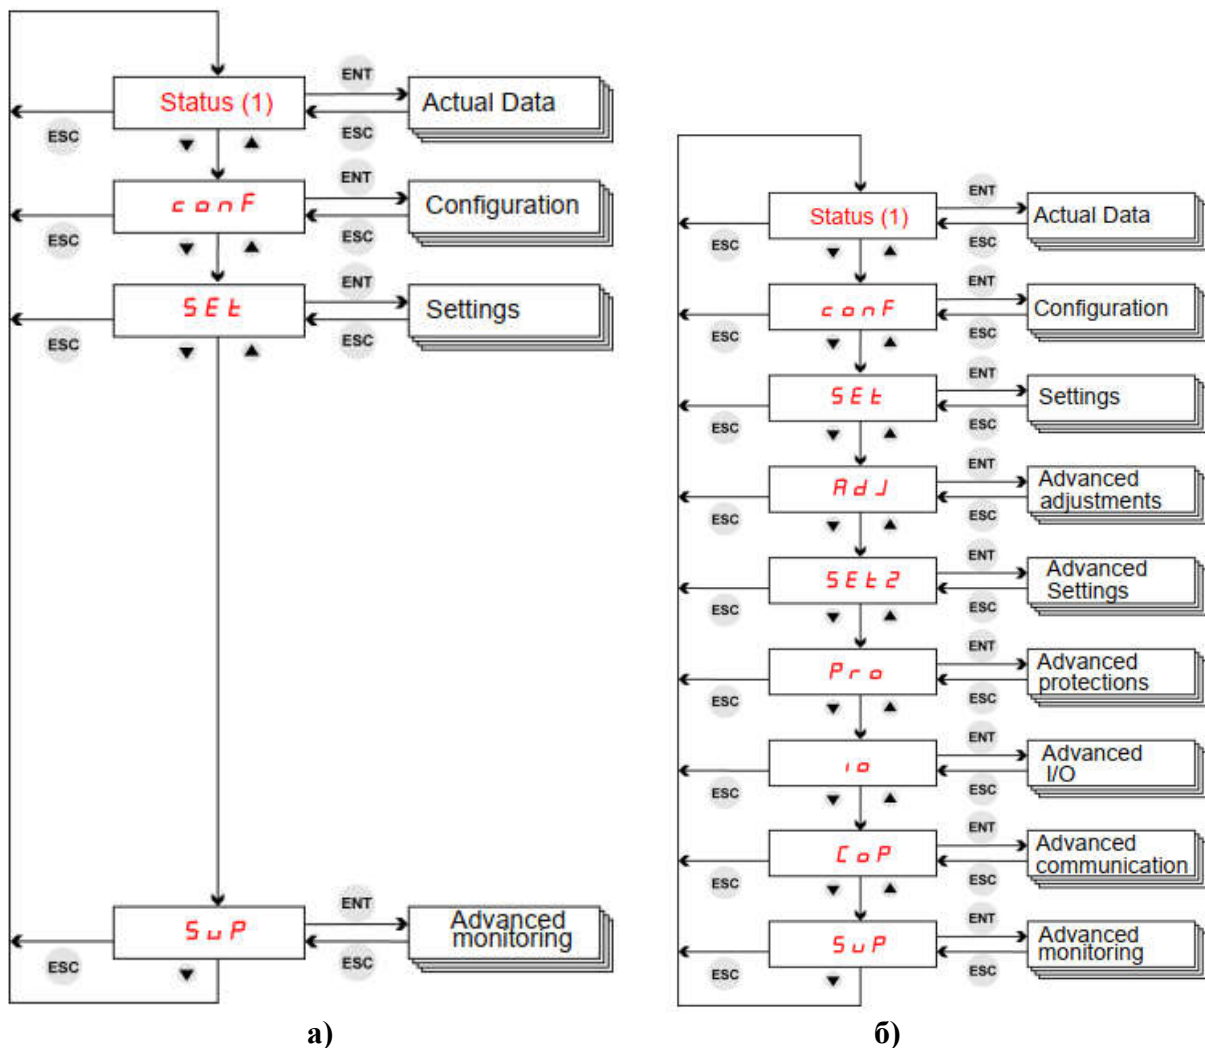 ENT
Status (1)
Actual Data
ESC
ESC
ENT
conF
Configuration
ESC
ESC
ENT
SEt
Settings
ESC
ESC
ENT
SuP
Advanced
monitoring
ESC
ESC
а)
ENT
Status (1)
Actual Data
ESC
ESC
ENT
conF
Configuration
ESC
ESC
ENT
SEt
Settings
ESC
ESC
ENT
AdJ
Advanced
adjustments
ESC
ESC
ENT
SEt2
Advanced
Settings
ESC
ESC
ENT
Pro
Advanced
protections
ESC
ESC
ENT
io
Advanced
I/O
ESC
ESC
ENT
CoP
Advanced
communication
ESC
ESC
ENT
SuP
Advanced
monitoring
ESC
ESC
б)